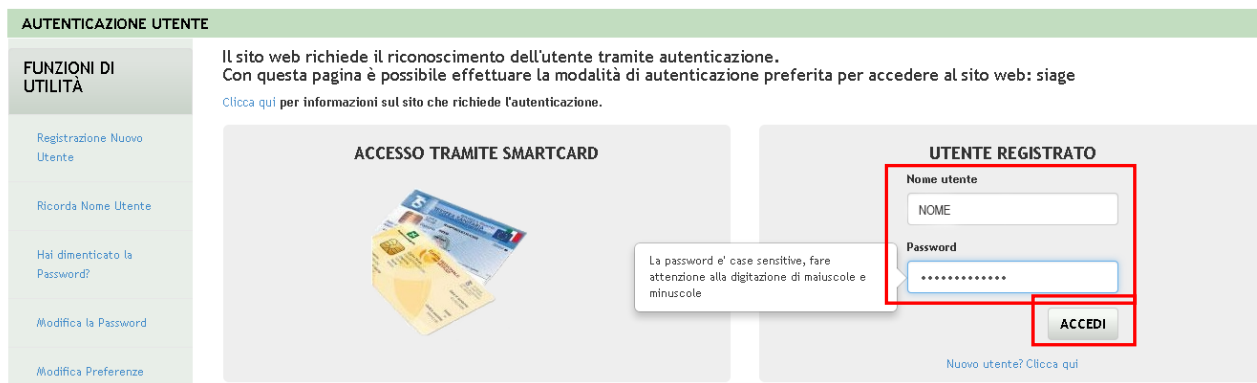 AUTENTICAZIONE UTENTE
FUNZIONI DI
UTILITÀ
Registrazione Nuovo
Utente
Ricorda Nome Utente
Hai dimenticato la
Password?
Modifica la Password
Modifica Preferenze
Il sito web richiede il riconoscimento dell'utente tramite autenticazione.
Con questa pagina è possibile effettuare la modalità di autenticazione preferita per accedere al sito web: siage
Clicca qui per informazioni sul sito che richiede l'autenticazione.
ACCESSO TRAMITE SMARTCARD
UTENTE REGISTRATO
Nome utente
NOME
Password
•••••••••••••
La password e' case sensitive, fare
attenzione alla digitazione di maiuscole e
minuscole
ACCEDI
Nuovo utente? Clicca qui